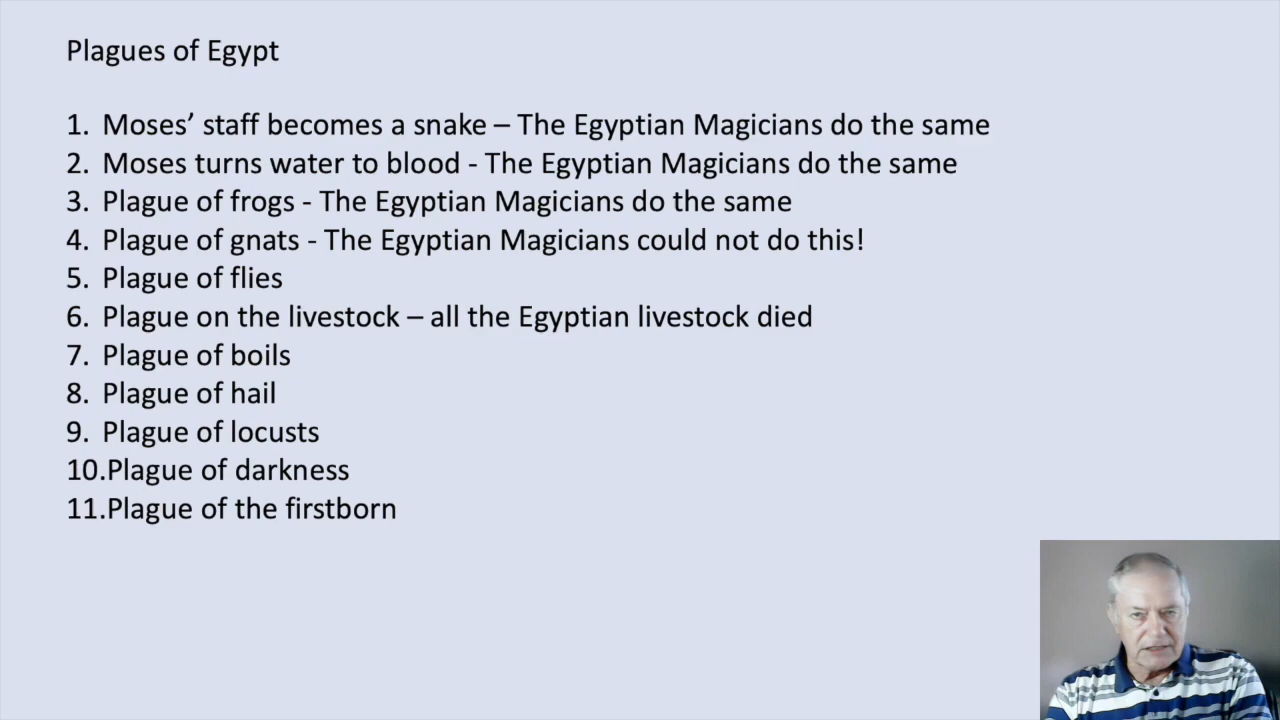 Plagues of Egypt
1. Moses’ staff becomes a snake – The Egyptian Magicians do the same
2. Moses turns water to blood - The Egyptian Magicians do the same
3. Plague of frogs - The Egyptian Magicians do the same
4. Plague of gnats - The Egyptian Magicians could not do this!
5. Plague of flies
6. Plague on the livestock – all the Egyptian livestock died
7. Plague of boils
8. Plague of hail
9. Plague of locusts
10.Plague of darkness
11.Plague of the firstborn